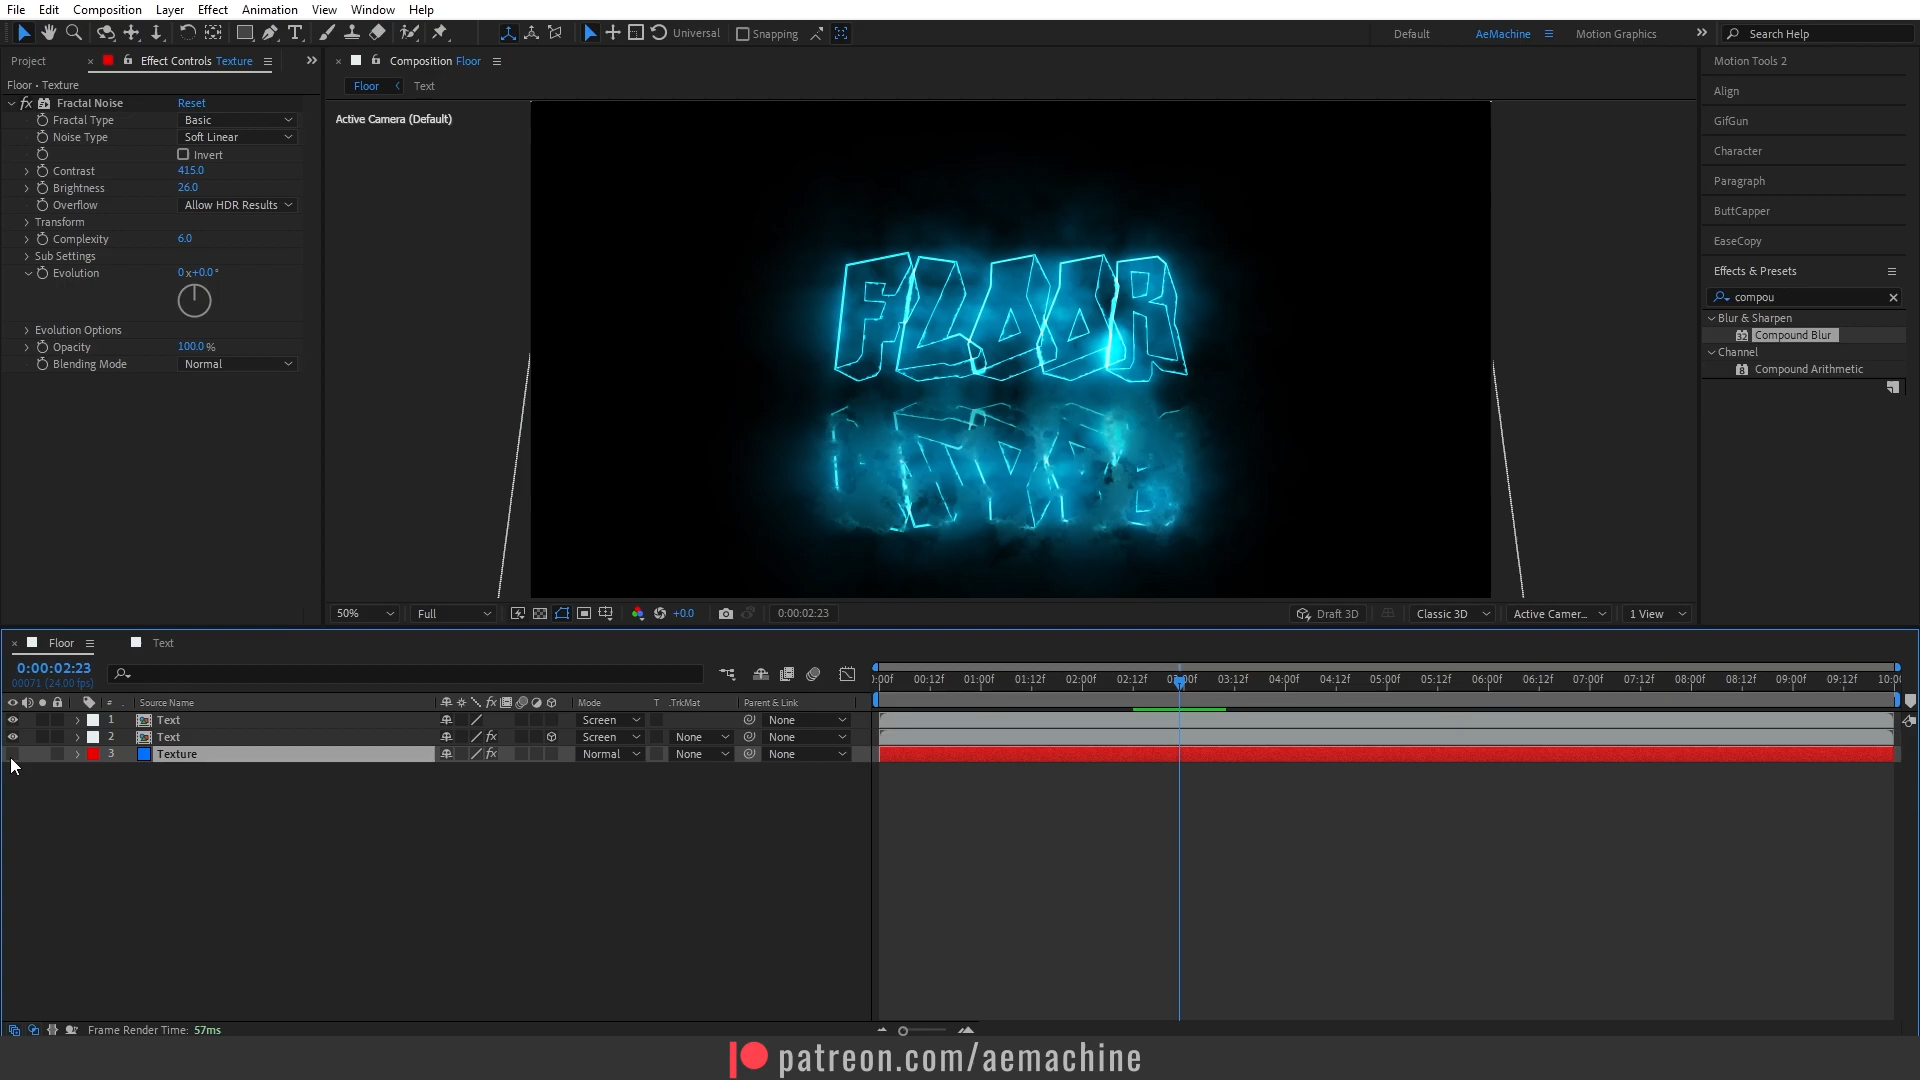 File Edit Composition Layer Effect Animation View Window Help
Universal Snapping Default AeMachine Motion Graphics Search Help
Project Effect Controls Texture Composition Floor
Floor • Texture
Floor Text
Fractal Noise Reset
Fractal Type Basic
Noise Type Soft Linear
Invert
Contrast 415.0
Brightness 26.0
Overflow Allow HDR Results
Transform
Complexity 6.0
Sub Settings
Evolution 0x+0.0°
Evolution Options
Opacity 100.0 %
Blending Mode Normal
Active Camera (Default)
FLOOR
50% Full +0.0 0:00:02:23 Draft 3D Classic 3D Active Camer... 1 View
Motion Tools 2
Align
GifGun
Character
Paragraph
ButtCapper
EaseCopy
Effects & Presets
compou
Blur & Sharpen
32 Compound Blur
Channel
8 Compound Arithmetic
Floor Text
0:00:02:23
00071 (24.00 fps)
:00f 00:12f 01:00f 01:12f 02:00f 02:12f 03:00f 03:12f 04:00f 04:12f 05:00f 05:12f 06:00f 06:12f 07:00f 07:12f 08:00f 08:12f 09:00f 09:12f 10:0
# Source Name Mode T .TrkMat Parent & Link
1 Text Screen None
2 Text Screen None None
3 Texture Normal None None
Frame Render Time: 57ms
patreon.com/aemachine